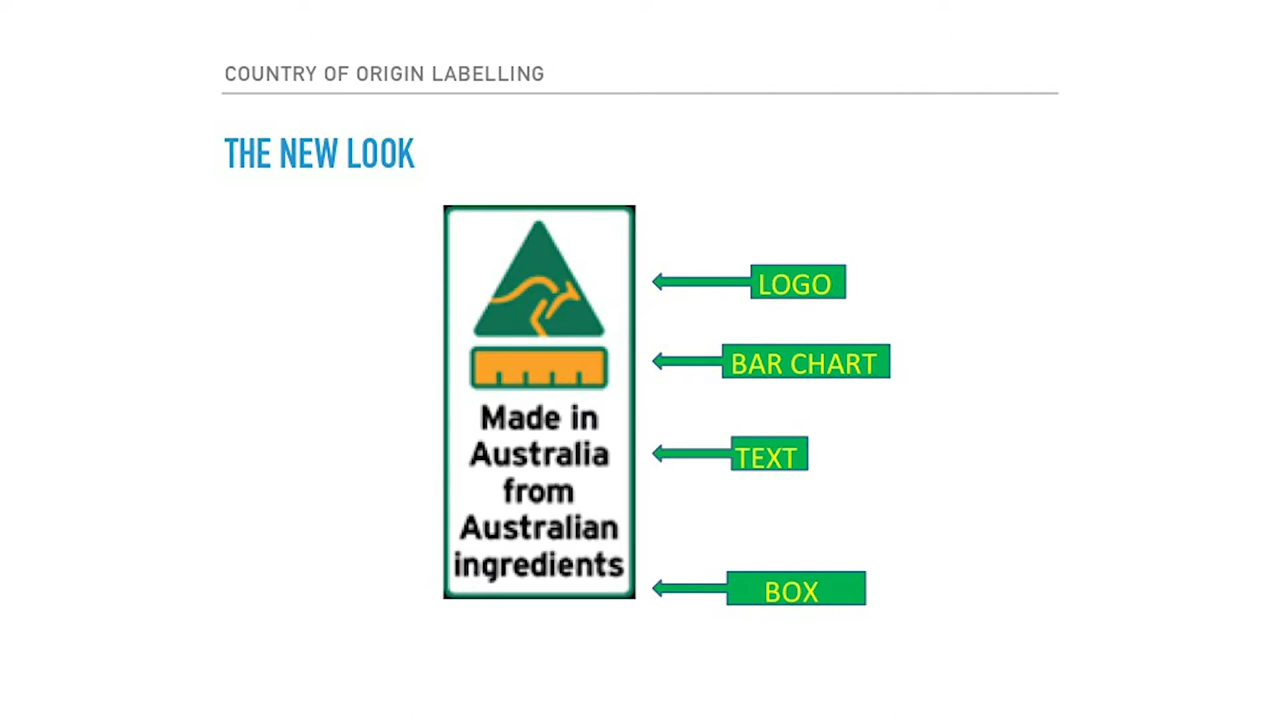 COUNTRY OF ORIGIN LABELLING
THE NEW LOOK
LOGO
BAR CHART
Made in
Australia
from
Australian
ingredients
TEXT
BOX